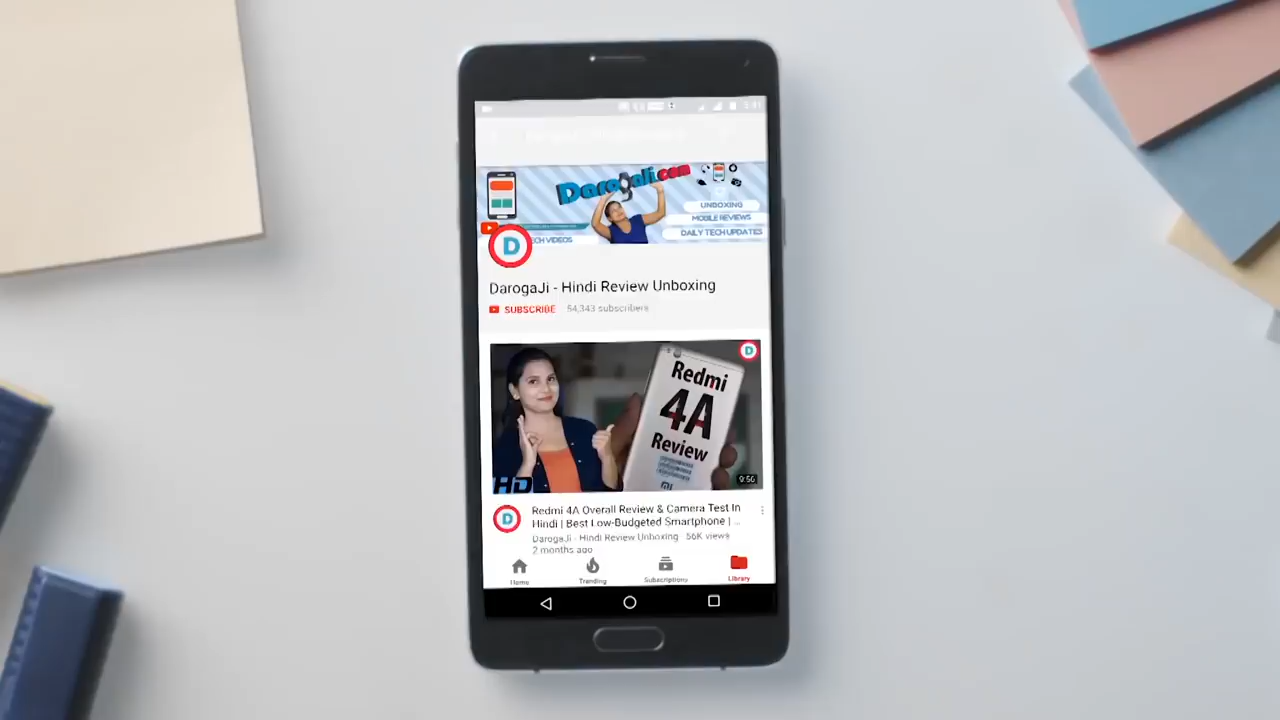 Darogaji.com
UNBOXING
MOBILE REVIEWS
TECH VIDEOS
DAILY TECH UPDATES
D
DarogaJi - Hindi Review Unboxing
SUBSCRIBE 54,343 subscribers
D
Redmi
4A
Review
mi
HD
9:50
D
Redmi 4A Overall Review & Camera Test In
Hindi | Best Low-Budgeted Smartphone | ...
DarogaJi - Hindi Review Unboxing · 56K views
2 months ago
Home Trending Subscriptions Library